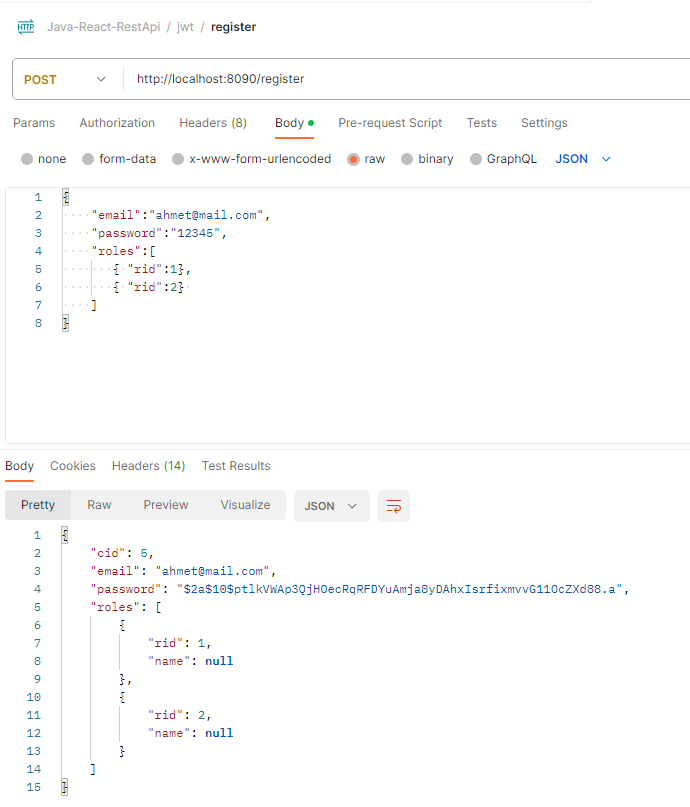 HTTP Java-React-RestApi / jwt / register
POST http://localhost:8090/register
Params Authorization Headers (8) Body Pre-request Script Tests Settings
none form-data x-www-form-urlencoded raw binary GraphQL JSON
1 {
2 "email":"ahmet@mail.com",
3 "password":"12345",
4 "roles":[
5 { "rid":1},
6 { "rid":2}
7 ]
8 }
Body Cookies Headers (14) Test Results
Pretty Raw Preview Visualize JSON
1 {
2 "cid": 5,
3 "email": "ahmet@mail.com",
4 "password": "$2a$10$ptlkVWAp3QjHOecRqRFDYuAmja8yDAhxIsrfixmvvG11OcZXd88.a",
5 "roles": [
6 {
7 "rid": 1,
8 "name": null
9 },
10 {
11 "rid": 2,
12 "name": null
13 }
14 ]
15 }